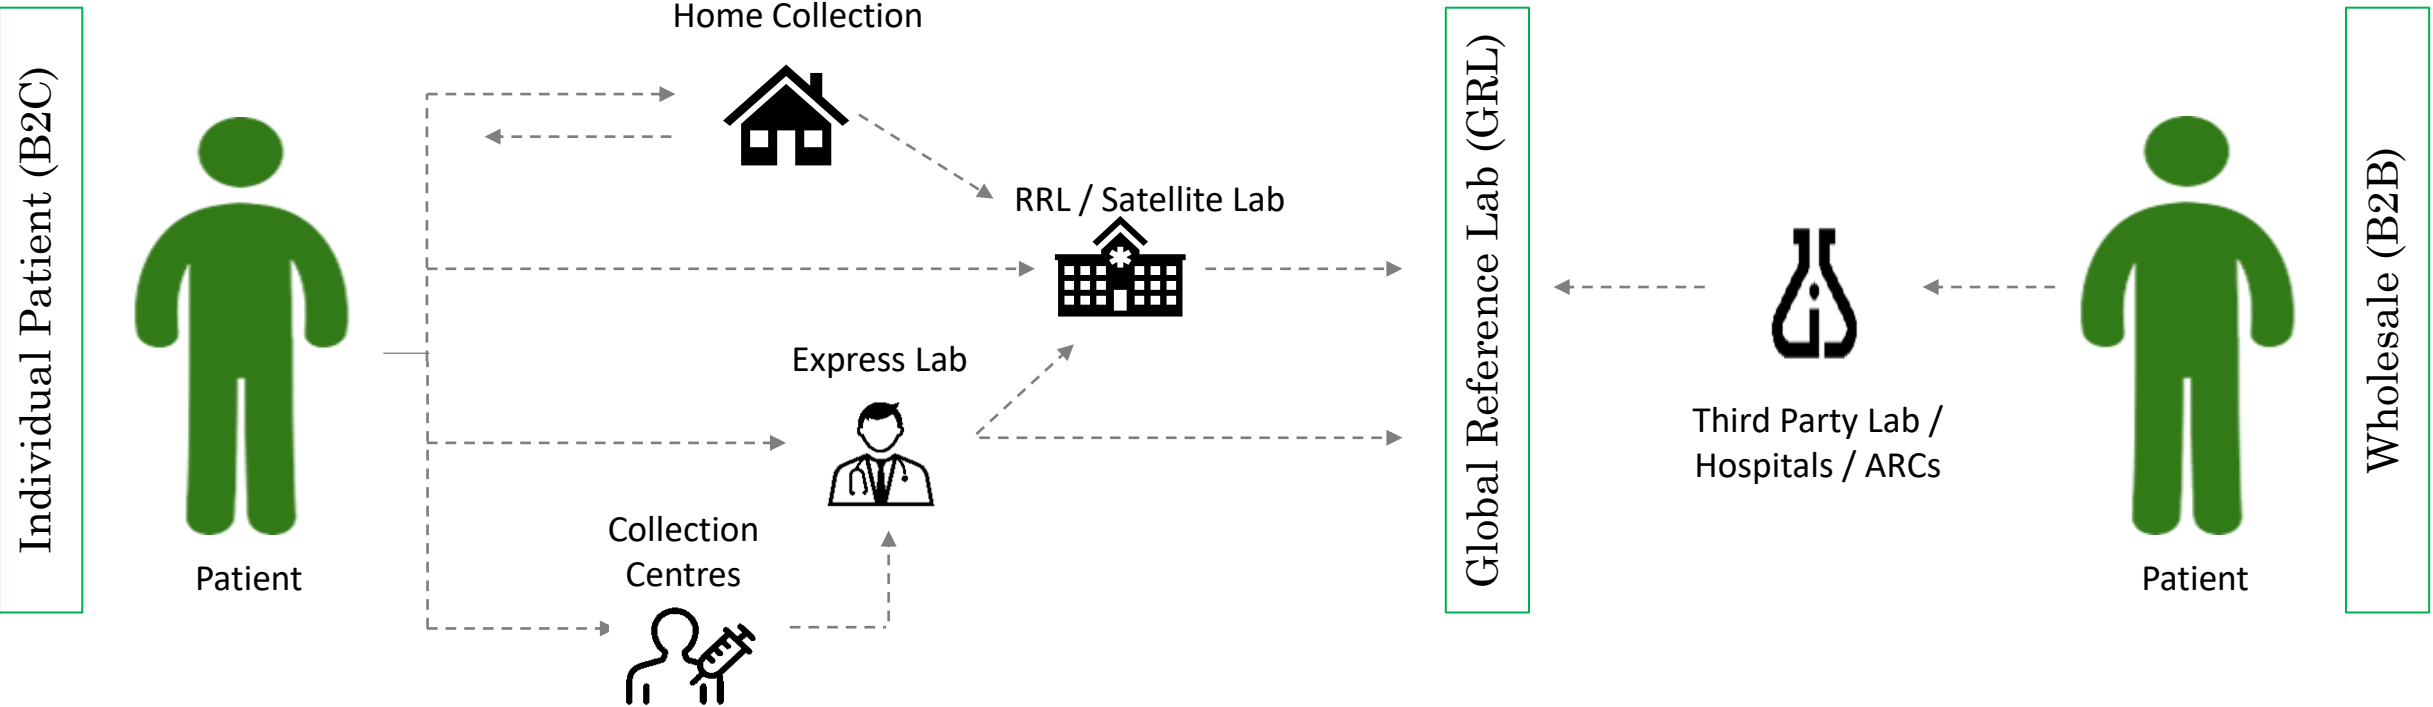 Individual Patient (B2C)
Patient
Home Collection
RRL / Satellite Lab
Express Lab
Collection
Centres
Global Reference Lab (GRL)
Third Party Lab /
Hospitals / ARCs
Patient
Wholesale (B2B)